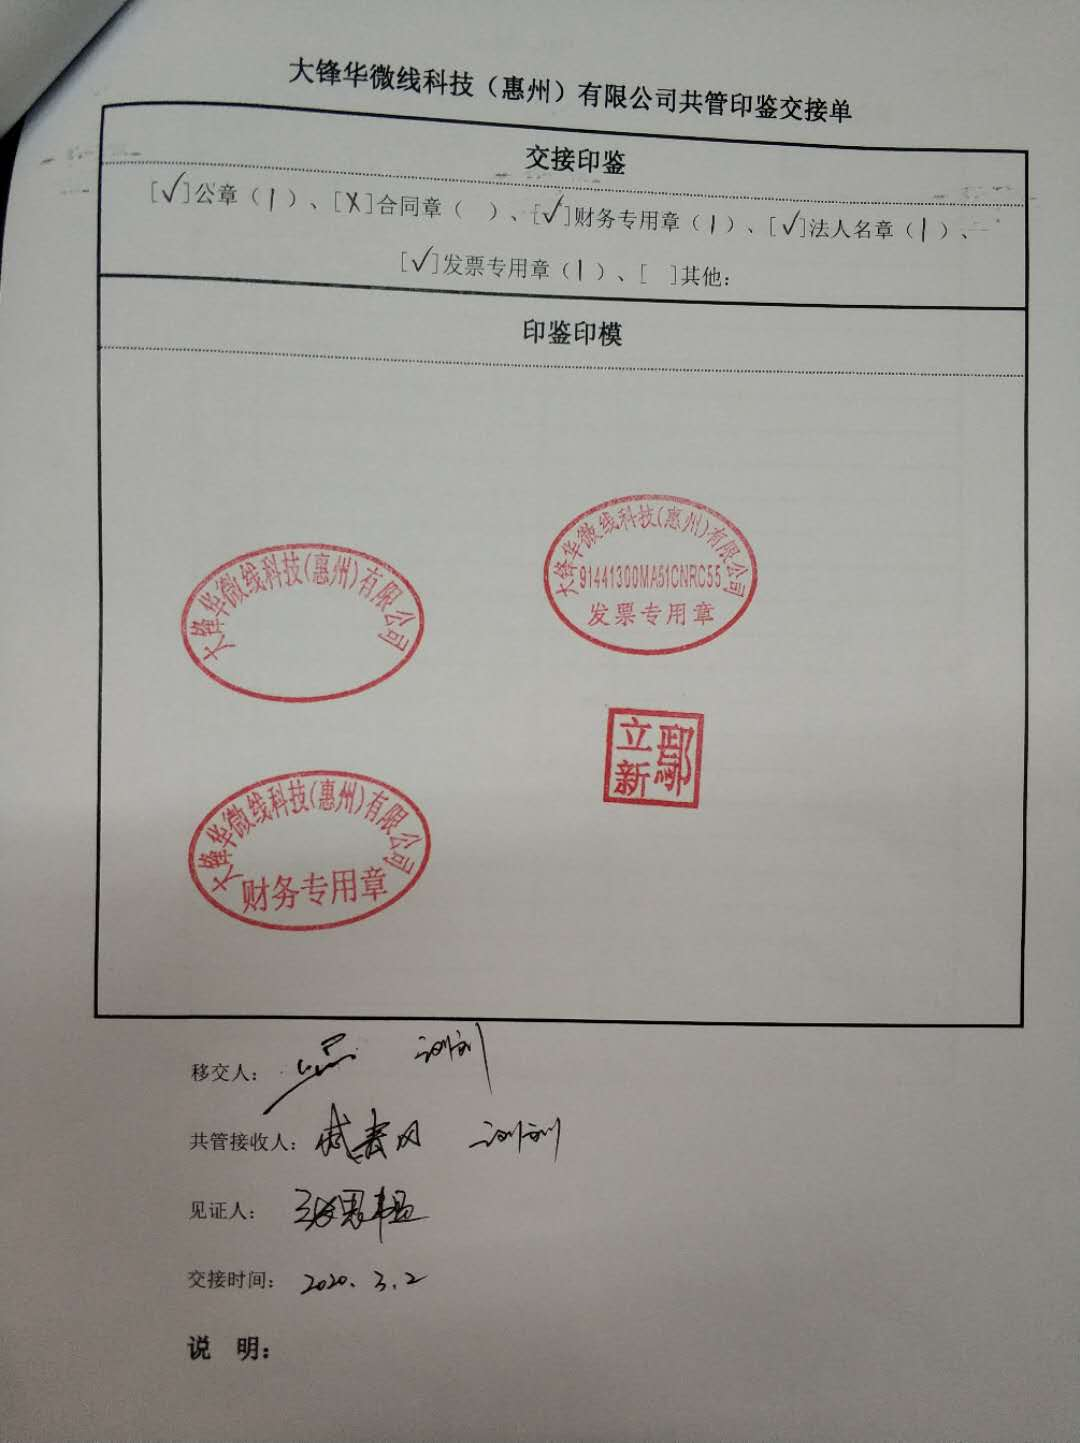 大锋华微线科技（惠州）有限公司共管印鉴交接单
交接印鉴
[√]公章（1）、[X]合同章（ ）、[√]财务专用章（1）、[√]法人名章（1）、
[√]发票专用章（1）、[ ]其他：
印鉴印模
大锋华微线科技(惠州)有限公司
大锋华微线科技(惠州)有限公司
91441300MA51CNRC55
发票专用章
鄢立新
大锋华微线科技(惠州)有限公司
财务专用章
移交人：
共管接收人：
见证人：
交接时间：2020.3.2
说 明：